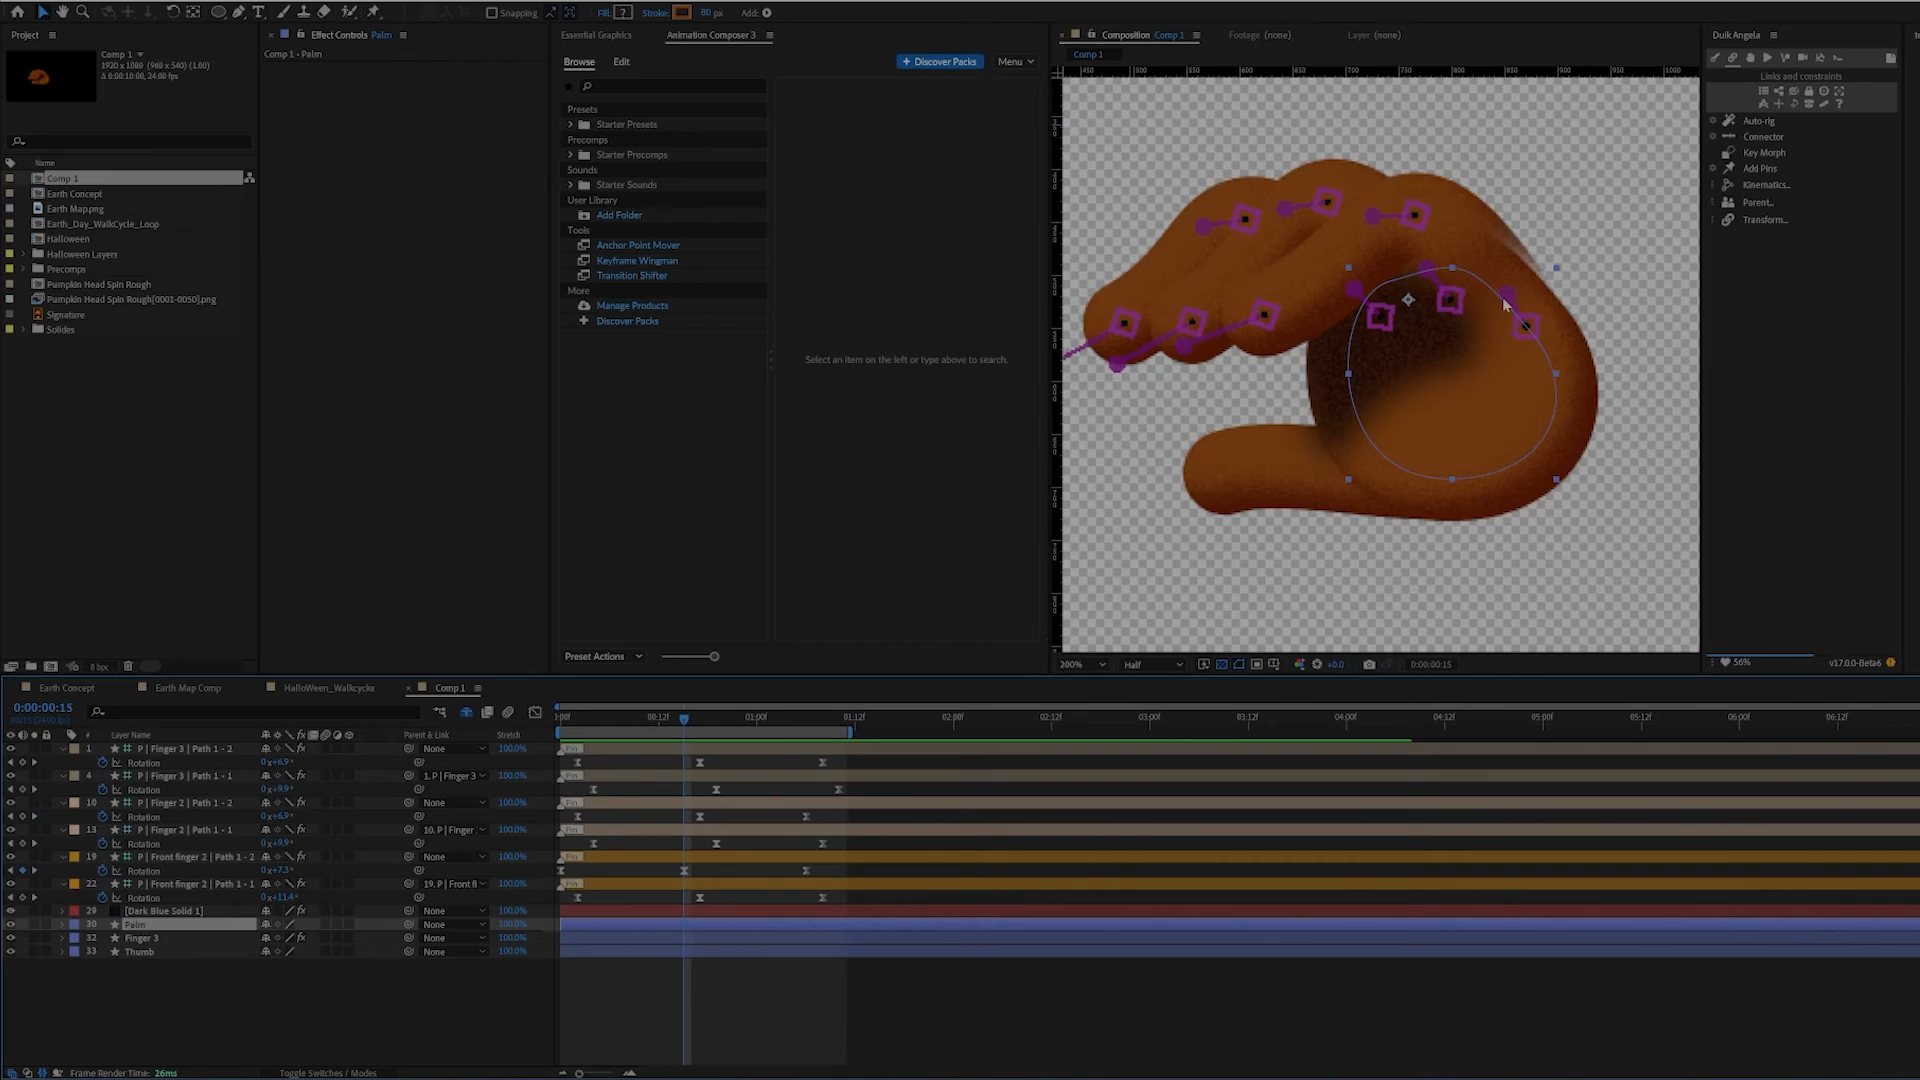 Snapping
Fill: ?
Stroke:
80 px
Add:
Project
Effect Controls Palm
Essential Graphics
Animation Composer 3
Composition Comp 1
Footage (none)
Layer (none)
Duik Angela
Comp 1
1920 x 1080 (960 x 540) (1.00)
Δ 0:00:10:00, 24.00 fps
Comp 1 • Palm
Browse
Edit
+ Discover Packs
Menu
Comp 1
Links and constraints
Name
Comp 1
Earth Concept
Earth Map.png
Earth_Day_WalkCycle_Loop
Halloween
Halloween Layers
Precomps
Pumpkin Head Spin Rough
Pumpkin Head Spin Rough[0001-0050].png
Signature
Solides
Presets
Starter Presets
Precomps
Starter Precomps
Sounds
Starter Sounds
User Library
Add Folder
Tools
Anchor Point Mover
Keyframe Wingman
Transition Shifter
More
Manage Products
Discover Packs
Select an item on the left or type above to search.
Auto-rig
Connector
Key Morph
Add Pins
Kinematics...
Parent...
Transform...
8 bpc
Preset Actions
200%
Half
+0.0
0:00:00:15
56%
v17.0.0-Beta6
Earth Concept
Earth Map Comp
HalloWeen_Walkcycke
Comp 1
0:00:00:15
00015 (24.00 fps)
:00f
00:12f
01:00f
01:12f
02:00f
02:12f
03:00f
03:12f
04:00f
04:12f
05:00f
05:12f
06:00f
06:12f
# Layer Name
Parent & Link
Stretch
1 P | Finger 3 | Path 1 - 2 None 100.0% Pin
Rotation 0x+6.9°
4 P | Finger 3 | Path 1 - 1 1. P | Finger 3 100.0% Pin
Rotation 0x+9.9°
10 P | Finger 2 | Path 1 - 2 None 100.0% Pin
Rotation 0x+6.9°
13 P | Finger 2 | Path 1 - 1 10. P | Finger 100.0% Pin
Rotation 0x+9.9°
19 P | Front finger 2 | Path 1 - 2 None 100.0% Pin
Rotation 0x+7.3°
22 P | Front finger 2 | Path 1 - 1 19. P | Front fi 100.0% Pin
Rotation 0x+11.4°
29 [Dark Blue Solid 1] None 100.0%
30 Palm None 100.0%
32 Finger 3 None 100.0%
33 Thumb None 100.0%
Frame Render Time: 26ms
Toggle Switches / Modes